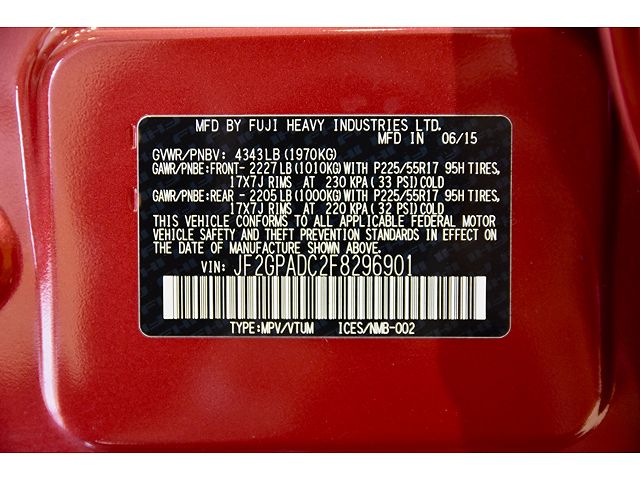 MFD BY FUJI HEAVY INDUSTRIES LTD.
MFD IN 06/15
GVWR/PNBV: 4343LB (1970KG)
GAWR/PNBE:FRONT- 2227LB (1010KG) WITH P225/55R17 95H TIRES,
17X7J RIMS AT 230 KPA (33 PSI) COLD
GAWR/PNBE:REAR - 2205LB (1000KG) WITH P225/55R17 95H TIRES,
17X7J RIMS AT 220 KPA (32 PSI) COLD
THIS VEHICLE CONFORMS TO ALL APPLICABLE FEDERAL MOTOR
VEHICLE SAFETY AND THEFT PREVENTION STANDARDS IN EFFECT ON
THE DATE OF MANUFACTURE SHOWN ABOVE.
VIN: JF2GPADC2F8296901
TYPE:MPV/VTUM ICES/NMB-002